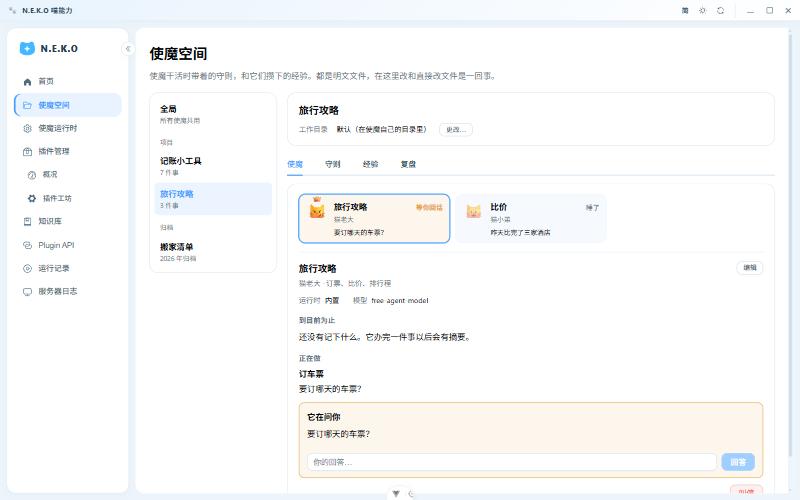 N.E.K.O 喵能力
简
N.E.K.O
首页
使魔空间
使魔运行时
插件管理
概况
插件工坊
知识库
Plugin API
运行记录
服务器日志
使魔空间
使魔干活时带着的守则，和它们攒下的经验。都是明文文件，在这里改和直接改文件是一回事。
全局
所有使魔共用
项目
记账小工具
7 件事
旅行攻略
3 件事
归档
搬家清单
2026 年归档
旅行攻略
工作目录 默认（在使魔自己的目录里） 更改...
使魔 守则 经验 复盘
旅行攻略 等你回话
猫老大
要订哪天的车票？
比价 睡了
猫小弟
昨天比完了三家酒店
旅行攻略 编辑
猫老大 · 订票、比价、排行程
运行时 内置 模型 free-agent-model
到目前为止
还没有记下什么。它办完一件事以后会有摘要。
正在做
订车票
要订哪天的车票？
它在问你
要订哪天的车票？
你的回答... 回答